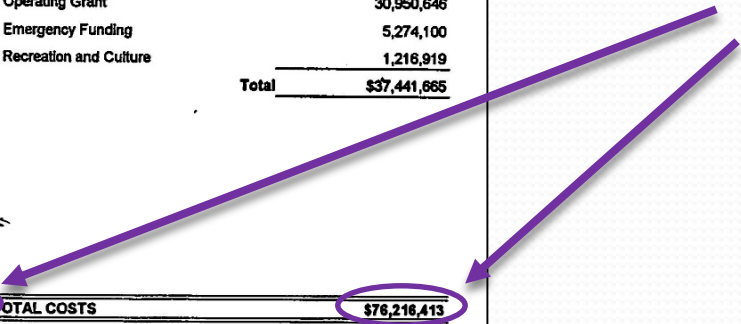 Operating Grant 30,950,646
Emergency Funding 5,274,100
Recreation and Culture 1,216,919
Total $37,441,665
OTAL COSTS $76,216,413